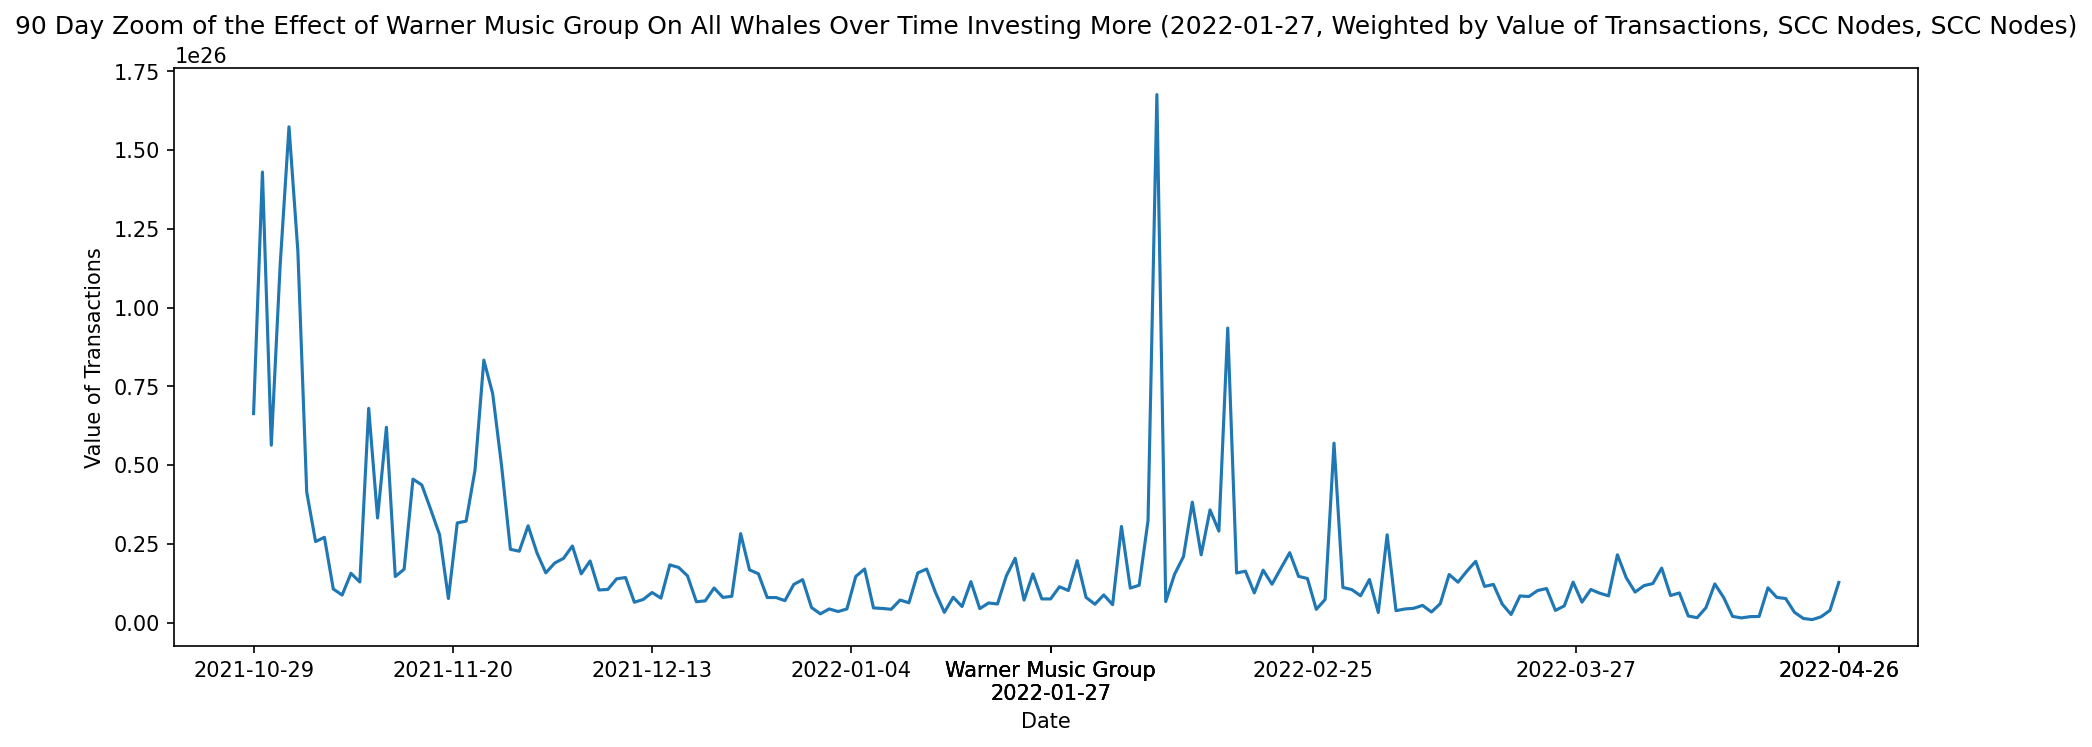 90 Day Zoom of the Effect of Warner Music Group On All Whales Over Time Investing More (2022-01-27, Weighted by Value of Transactions, SCC Nodes, SCC Nodes)
1e26
1.75
1.50
1.25
1.00
0.75
0.50
0.25
0.00
Value of Transactions
2021-10-29 2021-11-20 2021-12-13 2022-01-04 Warner Music Group 2022-02-25 2022-03-27 2022-04-26
2022-01-27
Date